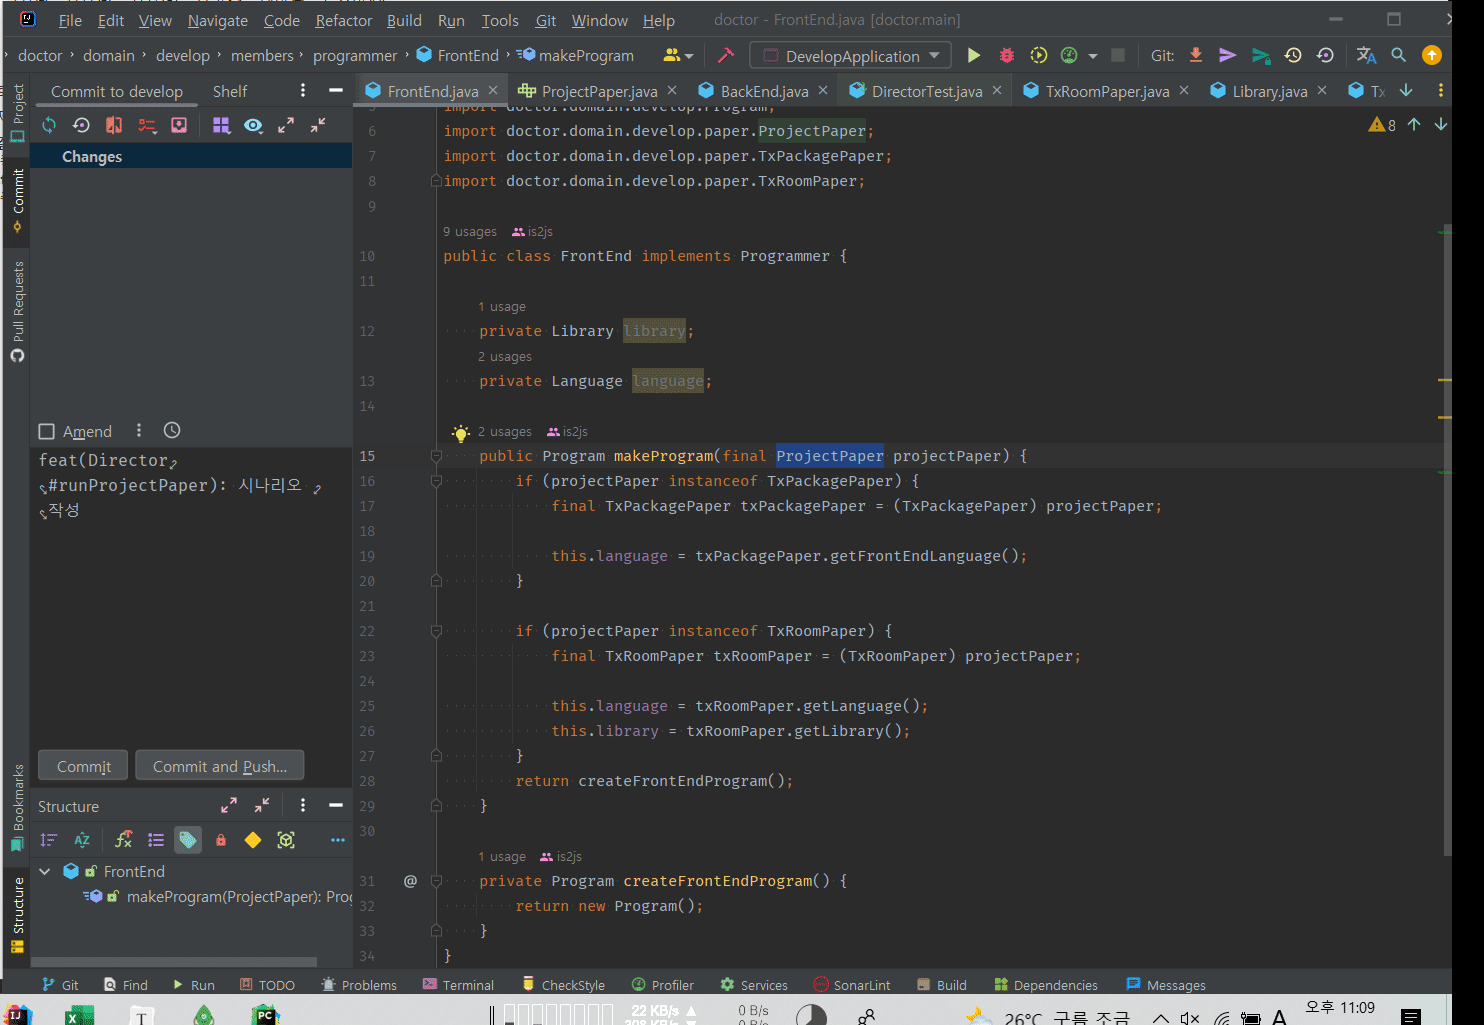 File Edit View Navigate Code Refactor Build Run Tools Git Window Help doctor - FrontEnd.java [doctor.main]
doctor › domain › develop › members › programmer › FrontEnd › makeProgram DevelopApplication Git:
Project
Commit
Pull Requests
Bookmarks
Structure
Commit to develop Shelf
Changes
Amend
feat(Director
#runProjectPaper): 시나리오
작성
Commit Commit and Push...
Structure
FrontEnd
makeProgram(ProjectPaper): Prog
FrontEnd.java ProjectPaper.java BackEnd.java DirectorTest.java TxRoomPaper.java Library.java Tx
8
5 import doctor.domain.develop.Program;
6 import doctor.domain.develop.paper.ProjectPaper;
7 import doctor.domain.develop.paper.TxPackagePaper;
8 import doctor.domain.develop.paper.TxRoomPaper;
9
9 usages is2js
10 public class FrontEnd implements Programmer {
11
1 usage
12 private Library library;
2 usages
13 private Language language;
14
2 usages is2js
15 public Program makeProgram(final ProjectPaper projectPaper) {
16 if (projectPaper instanceof TxPackagePaper) {
17 final TxPackagePaper txPackagePaper = (TxPackagePaper) projectPaper;
18
19 this.language = txPackagePaper.getFrontEndLanguage();
20 }
21
22 if (projectPaper instanceof TxRoomPaper) {
23 final TxRoomPaper txRoomPaper = (TxRoomPaper) projectPaper;
24
25 this.language = txRoomPaper.getLanguage();
26 this.library = txRoomPaper.getLibrary();
27 }
28 return createFrontEndProgram();
29 }
30
1 usage is2js
31 @ private Program createFrontEndProgram() {
32 return new Program();
33 }
34 }
Git Find Run TODO Problems Terminal CheckStyle Profiler Services SonarLint Build Dependencies Messages
22 KB/s 0 B/s
26°C 구름 조금 A 오후 11:09